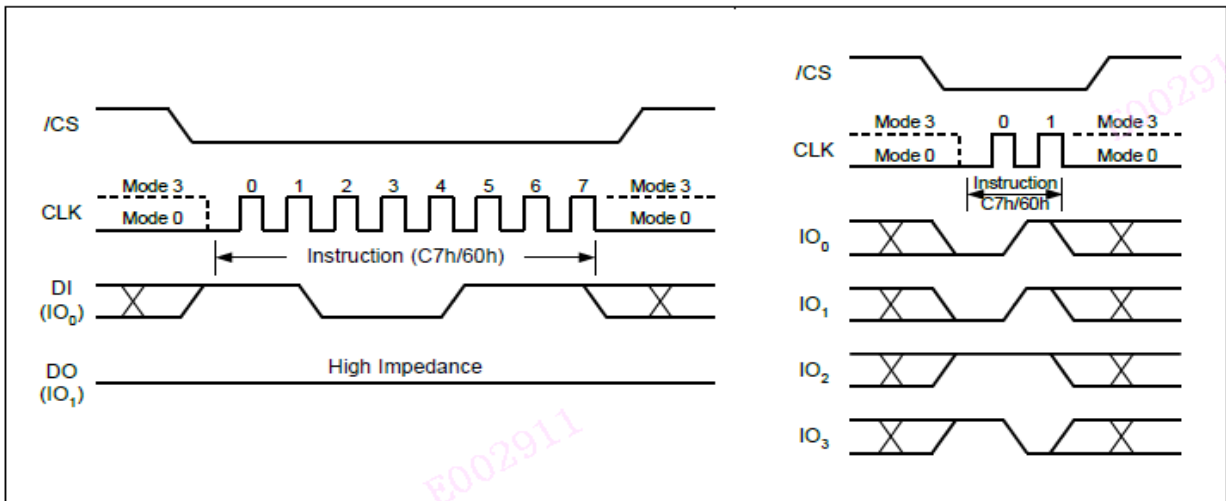 /CS
Mode 3
0 1 2 3 4 5 6 7
Mode 3
CLK
Mode 0
Mode 0
Instruction (C7h/60h)
DI
(IO0)
DO
(IO1)
High Impedance
/CS
Mode 3
0 1
Mode 3
CLK
Mode 0
Mode 0
Instruction
C7h/60h
IO0
IO1
IO2
IO3
E002911